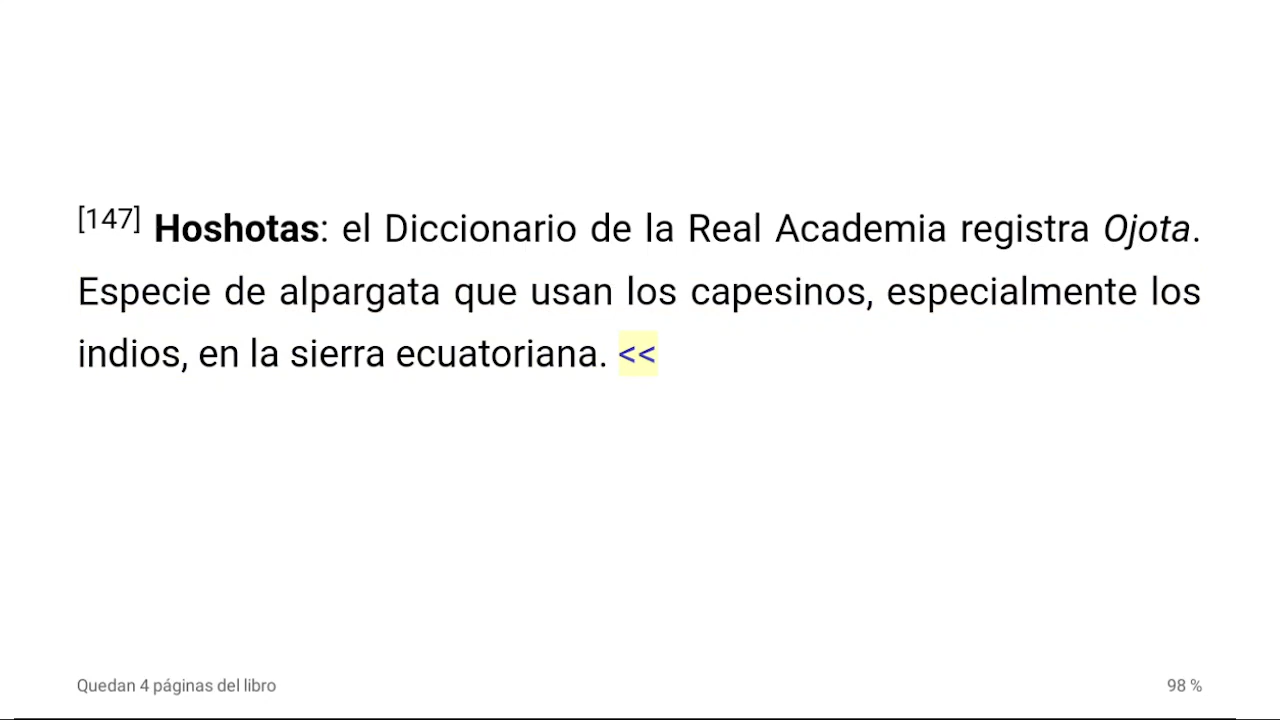 [147] Hoshotas: el Diccionario de la Real Academia registra Ojota.
Especie de alpargata que usan los capesinos, especialmente los
indios, en la sierra ecuatoriana. <<
Quedan 4 páginas del libro
98 %